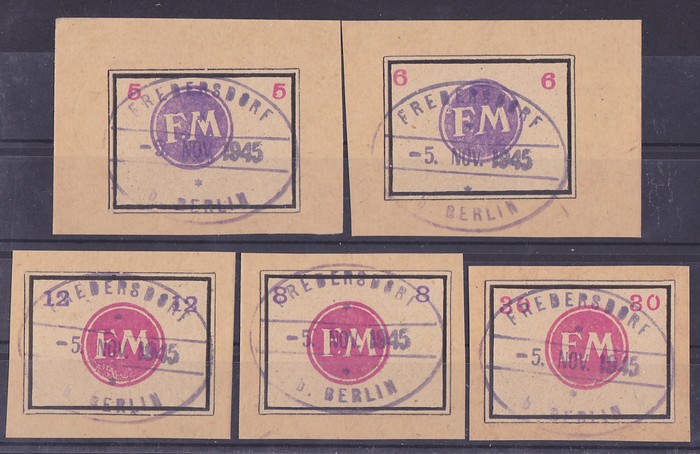 5 5
FREDERSDORF
FM
-5. NOV. 1945
*
b. BERLIN
6 6
FREDERSDORF
FM
-5. NOV. 1945
*
b. BERLIN
12 12
FREDERSDORF
FM
-5. NOV. 1945
*
b. BERLIN
8 8
FREDERSDORF
FM
-5. NOV. 1945
*
b. BERLIN
30 30
FREDERSDORF
FM
-5. NOV. 1945
*
b. BERLIN